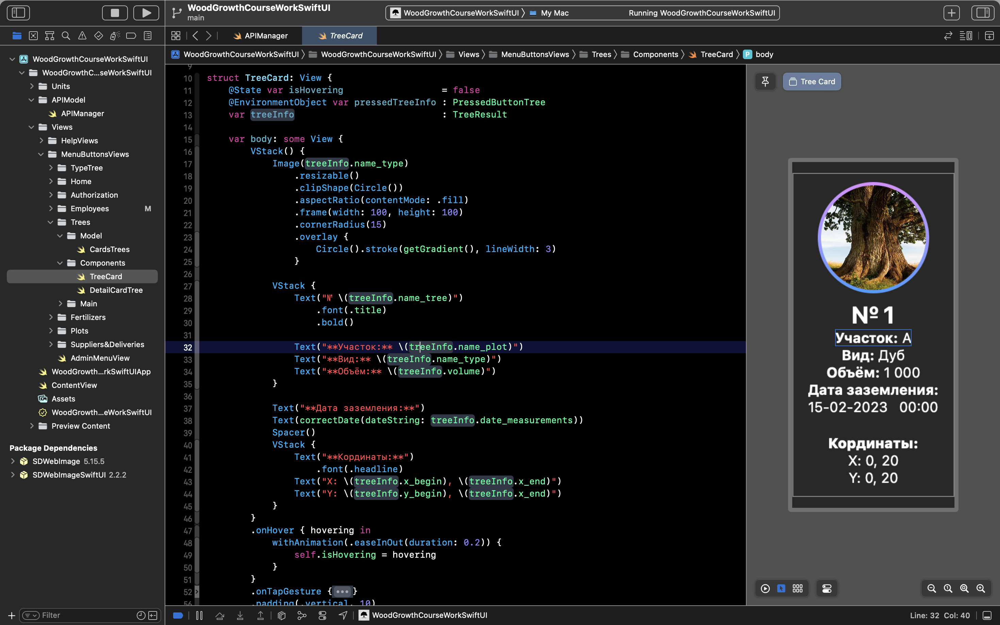 WoodGrowthCourseWorkSwiftUI
main
WoodGrowthCourseWorkSwiftUI 〉 My Mac
Running WoodGrowthCourseWorkSwiftUI
APIManager
TreeCard
WoodGrowthCourseWorkSwiftUI 〉 WoodGrowthCourseWorkSwiftUI 〉 Views 〉 MenuButtonsViews 〉 Trees 〉 Components 〉 TreeCard 〉 P body
WoodGrowthCourseWorkSwiftUI
WoodGrowthC...seWorkSwiftUI
Units
APIModel
APIManager
Views
HelpViews
MenuButtonsViews
TypeTree
Home
Authorization
Employees M
Trees
Model
CardsTrees
Components
TreeCard
DetailCardTree
Main
Fertilizers
Plots
Suppliers&Deliveries
AdminMenuView
WoodGrowth...rkSwiftUIApp
ContentView
Assets
WoodGrowth...eWorkSwiftUI
Preview Content
Package Dependencies
SDWebImage 5.15.5
SDWebImageSwiftUI 2.2.2
Filter
9
10 struct TreeCard: View {
11 @State var isHovering = false
12 @EnvironmentObject var pressedTreeInfo : PressedButtonTree
13 var treeInfo : TreeResult
14
15 var body: some View {
16 VStack() {
17 Image(treeInfo.name_type)
18 .resizable()
19 .clipShape(Circle())
20 .aspectRatio(contentMode: .fill)
21 .frame(width: 100, height: 100)
22 .cornerRadius(15)
23 .overlay {
24 Circle().stroke(getGradient(), lineWidth: 3)
25 }
26
27 VStack {
28 Text("№ \(treeInfo.name_tree)")
29 .font(.title)
30 .bold()
31
32 Text("**Участок:** \(treeInfo.name_plot)")
33 Text("**Вид:** \(treeInfo.name_type)")
34 Text("**Объём:** \(treeInfo.volume)")
35 }
36
37 Text("**Дата заземления:**")
38 Text(correctDate(dateString: treeInfo.date_measurements))
39 Spacer()
40 VStack {
41 Text("**Кординаты:**")
42 .font(.headline)
43 Text("X: \(treeInfo.x_begin), \(treeInfo.x_end)")
44 Text("Y: \(treeInfo.y_begin), \(treeInfo.x_end)")
45 }
46 }
47 .onHover { hovering in
48 withAnimation(.easeInOut(duration: 0.2)) {
49 self.isHovering = hovering
50 }
51 }
52 .onTapGesture {•••}
56 .padding(.vertical, 10)
Tree Card
№ 1
Участок: A
Вид: Дуб
Объём: 1 000
Дата заземления:
15-02-2023 00:00
Кординаты:
X: 0, 20
Y: 0, 20
WoodGrowthCourseWorkSwiftUI
Line: 32 Col: 40